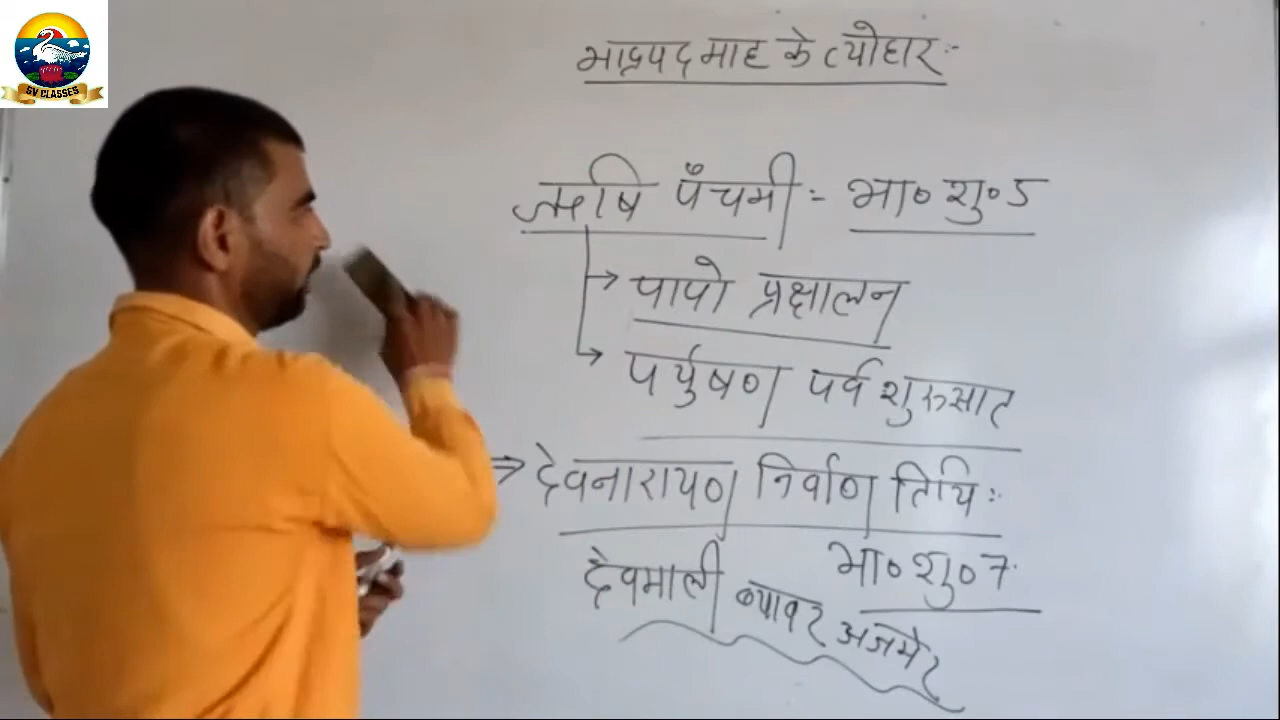 SV CLASSES
भाद्रपद माह के त्योहार :-
ऋषि पँचमी :- भा० शु० 5
→ पापो प्रक्षालन
→ पर्युषण पर्व शुरुआत
⇒ देवनारायण निर्वाण तिथि :
भा० शु० 7
देवमाली ब्यावर अजमेर